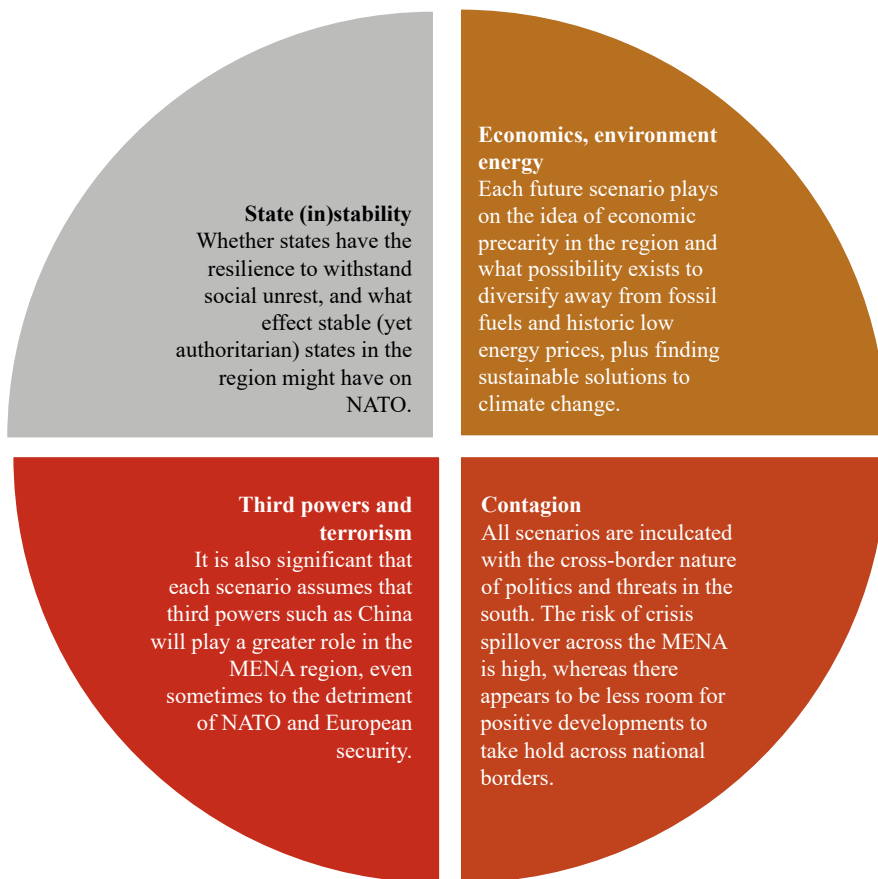 State (in)stability
Whether states have the
resilience to withstand
social unrest, and what
effect stable (yet
authoritarian) states in the
region might have on
NATO.
Economics, environment
energy
Each future scenario plays
on the idea of economic
precarity in the region and
what possibility exists to
diversify away from fossil
fuels and historic low
energy prices, plus finding
sustainable solutions to
climate change.
Third powers and
terrorism
It is also significant that
each scenario assumes that
third powers such as China
will play a greater role in the
MENA region, even
sometimes to the detriment
of NATO and European
security.
Contagion
All scenarios are inculcated
with the cross-border nature
of politics and threats in the
south. The risk of crisis
spillover across the MENA
is high, whereas there
appears to be less room for
positive developments to
take hold across national
borders.